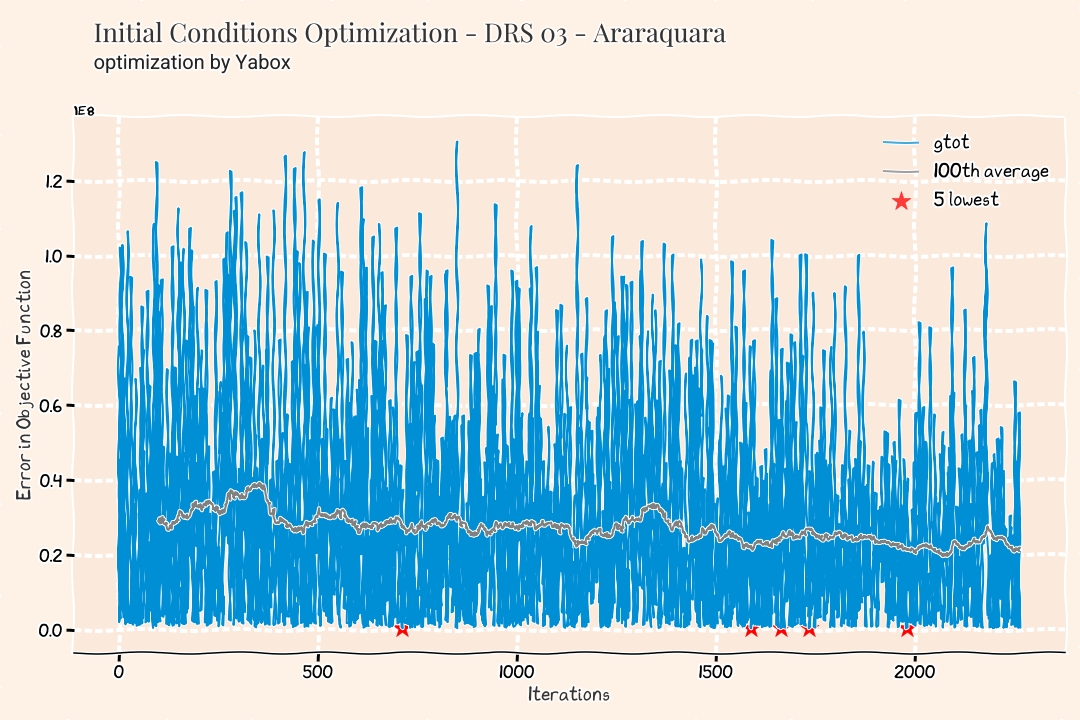 Initial Conditions Optimization - DRS 03 - Araraquara
optimization by Yabox
1E8
gtot
100th average
5 lowest
1.2
1.0
0.8
0.6
0.4
0.2
0.0
Error in Objective Function
0 500 1000 1500 2000
Iterations